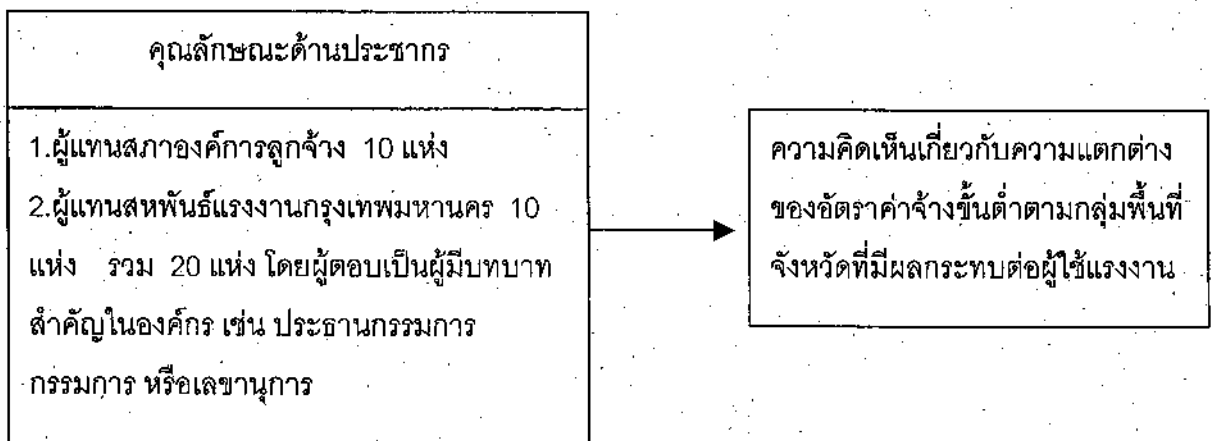 คุณลักษณะด้านประชากร
1.ผู้แทนสภาองค์การลูกจ้าง 10 แห่ง
2.ผู้แทนสหพันธ์แรงงานกรุงเทพมหานคร 10
แห่ง รวม 20 แห่ง โดยผู้ตอบเป็นผู้มีบทบาท
สำคัญในองค์กร เช่น ประธานกรรมการ
กรรมการ หรือเลขานุการ
ความคิดเห็นเกี่ยวกับความแตกต่าง
ของอัตราค่าจ้างขั้นต่ำตามกลุ่มพื้นที่
จังหวัดที่มีผลกระทบต่อผู้ใช้แรงงาน